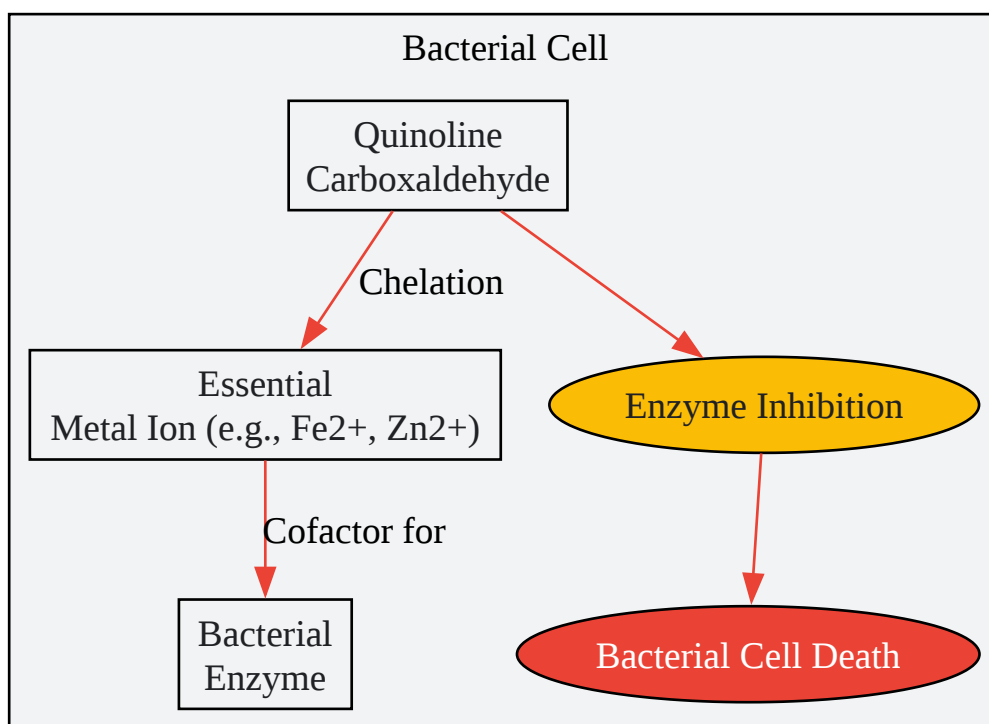 Bacterial Cell
Quinoline
Carboxaldehyde
Chelation
Essential
Metal Ion (e.g., Fe2+, Zn2+)
Enzyme Inhibition
Cofactor for
Bacterial
Enzyme
Bacterial Cell Death